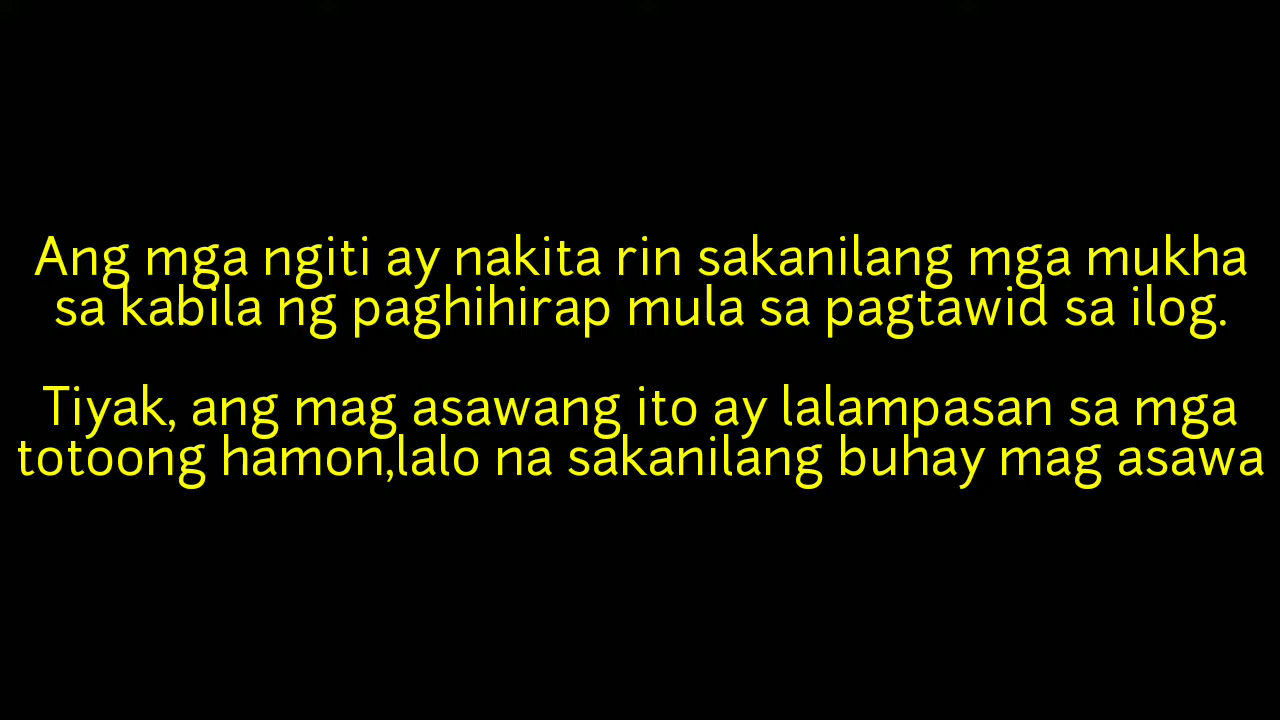 Ang mga ngiti ay nakita rin sakanilang mga mukha
sa kabila ng paghihirap mula sa pagtawid sa ilog.
Tiyak, ang mag asawang ito ay lalampasan sa mga
totoong hamon,lalo na sakanilang buhay mag asawa